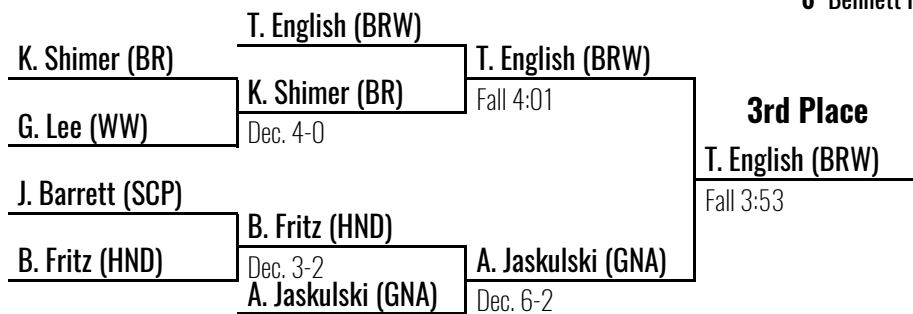 6 Bennett
T. English (BRW)
K. Shimer (BR)
T. English (BRW)
K. Shimer (BR)
Fall 4:01
3rd Place
G. Lee (WW)
Dec. 4-0
T. English (BRW)
J. Barrett (SCP)
Fall 3:53
B. Fritz (HND)
B. Fritz (HND)
A. Jaskulski (GNA)
Dec. 3-2
A. Jaskulski (GNA)
Dec. 6-2